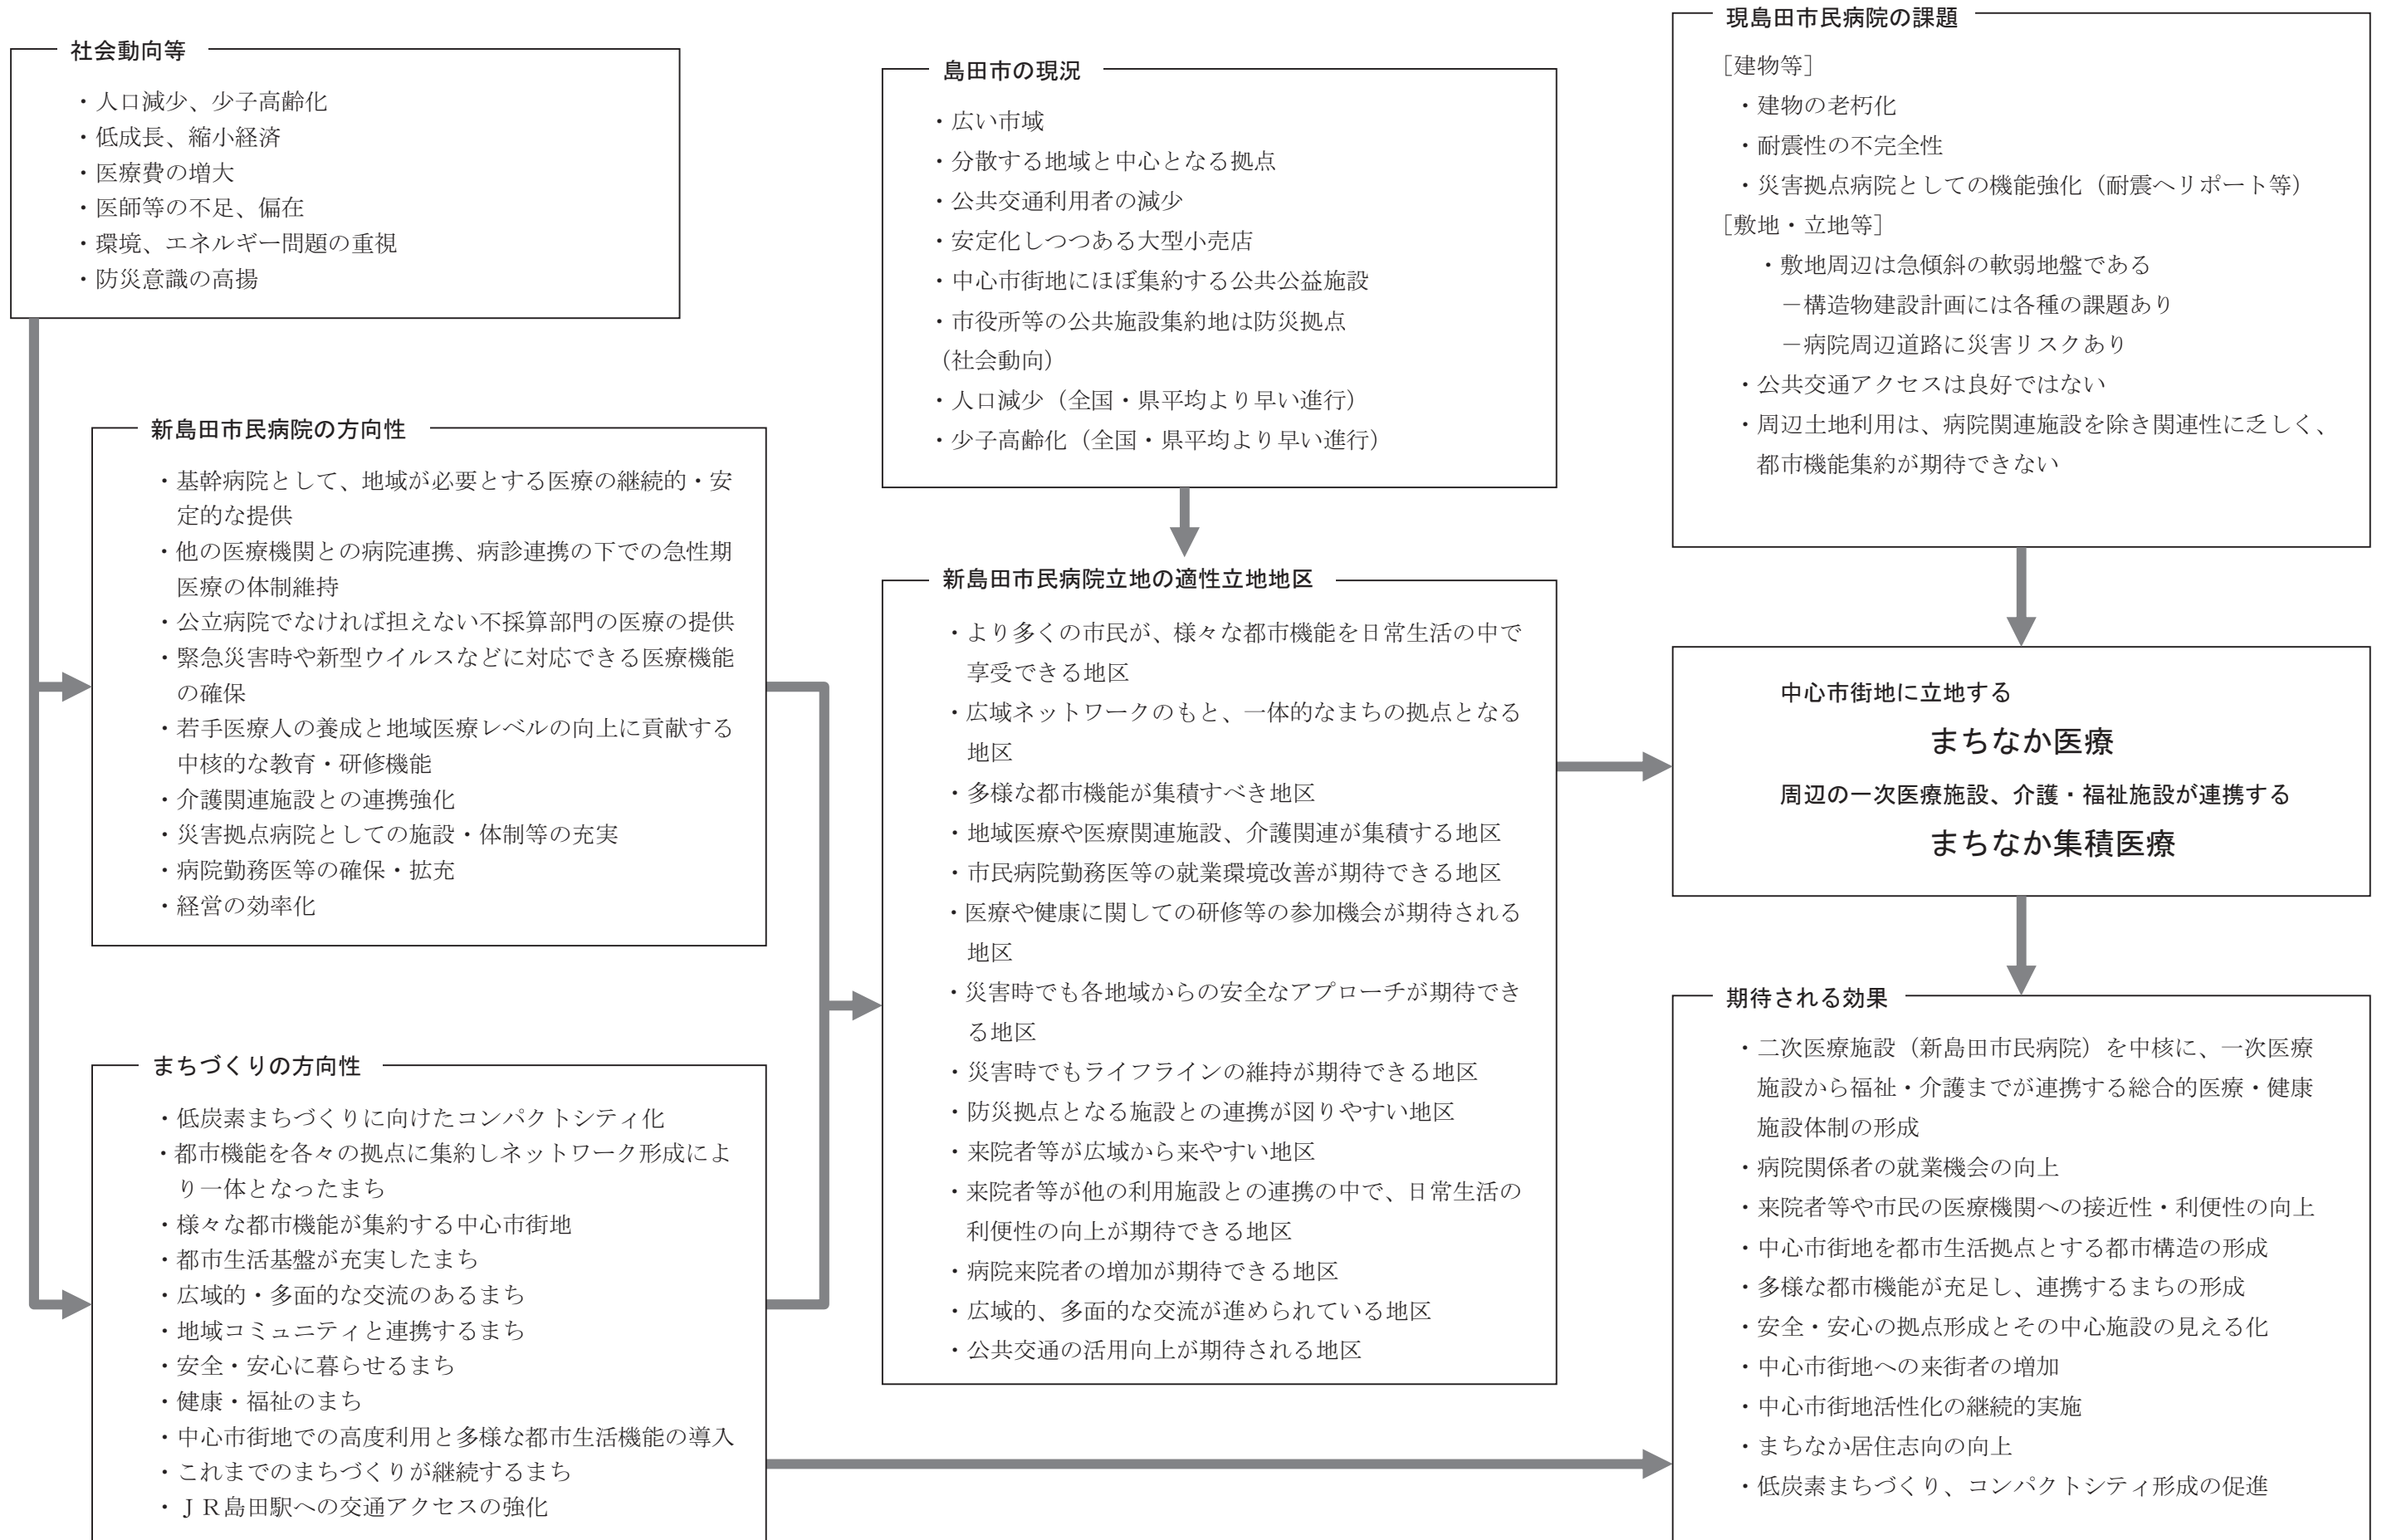 社会動向等
・人口減少、少子高齢化
・低成長、縮小経済
・医療費の増大
・医師等の不足、偏在
・環境、エネルギー問題の重視
・防災意識の高揚
新島田市民病院の方向性
・基幹病院として、地域が必要とする医療の継続的・安
定的な提供
・他の医療機関との病院連携、病診連携の下での急性期
医療の体制維持
・公立病院でなければ担えない不採算部門の医療の提供
・緊急災害時や新型ウイルスなどに対応できる医療機能
の確保
・若手医療人の養成と地域医療レベルの向上に貢献する
中核的な教育・研修機能
・介護関連施設との連携強化
・災害拠点病院としての施設・体制等の充実
・病院勤務医等の確保・拡充
・経営の効率化
まちづくりの方向性
・低炭素まちづくりに向けたコンパクトシティ化
・都市機能を各々の拠点に集約しネットワーク形成によ
り一体となったまち
・様々な都市機能が集約する中心市街地
・都市生活基盤が充実したまち
・広域的・多面的な交流のあるまち
・地域コミュニティと連携するまち
・安全・安心に暮らせるまち
・健康・福祉のまち
・中心市街地での高度利用と多様な都市生活機能の導入
・これまでのまちづくりが継続するまち
・ＪＲ島田駅への交通アクセスの強化
島田市の現況
・広い市域
・分散する地域と中心となる拠点
・公共交通利用者の減少
・安定化しつつある大型小売店
・中心市街地にほぼ集約する公共公益施設
・市役所等の公共施設集約地は防災拠点
（社会動向）
・人口減少（全国・県平均より早い進行）
・少子高齢化（全国・県平均より早い進行）
新島田市民病院立地の適性立地地区
・より多くの市民が、様々な都市機能を日常生活の中で
享受できる地区
・広域ネットワークのもと、一体的なまちの拠点となる
地区
・多様な都市機能が集積すべき地区
・地域医療や医療関連施設、介護関連が集積する地区
・市民病院勤務医等の就業環境改善が期待できる地区
・医療や健康に関しての研修等の参加機会が期待される
地区
・災害時でも各地域からの安全なアプローチが期待でき
る地区
・災害時でもライフラインの維持が期待できる地区
・防災拠点となる施設との連携が図りやすい地区
・来院者等が広域から来やすい地区
・来院者等が他の利用施設との連携の中で、日常生活の
利便性の向上が期待できる地区
・病院来院者の増加が期待できる地区
・広域的、多面的な交流が進められている地区
・公共交通の活用向上が期待される地区
現島田市民病院の課題
［建物等］
・建物の老朽化
・耐震性の不完全性
・災害拠点病院としての機能強化（耐震ヘリポート等）
［敷地・立地等］
・敷地周辺は急傾斜の軟弱地盤である
－構造物建設計画には各種の課題あり
－病院周辺道路に災害リスクあり
・公共交通アクセスは良好ではない
・周辺土地利用は、病院関連施設を除き関連性に乏しく、
都市機能集約が期待できない
中心市街地に立地する
まちなか医療
周辺の一次医療施設、介護・福祉施設が連携する
まちなか集積医療
期待される効果
・二次医療施設（新島田市民病院）を中核に、一次医療
施設から福祉・介護までが連携する総合的医療・健康
施設体制の形成
・病院関係者の就業機会の向上
・来院者等や市民の医療機関への接近性・利便性の向上
・中心市街地を都市生活拠点とする都市構造の形成
・多様な都市機能が充足し、連携するまちの形成
・安全・安心の拠点形成とその中心施設の見える化
・中心市街地への来街者の増加
・中心市街地活性化の継続的実施
・まちなか居住志向の向上
・低炭素まちづくり、コンパクトシティ形成の促進